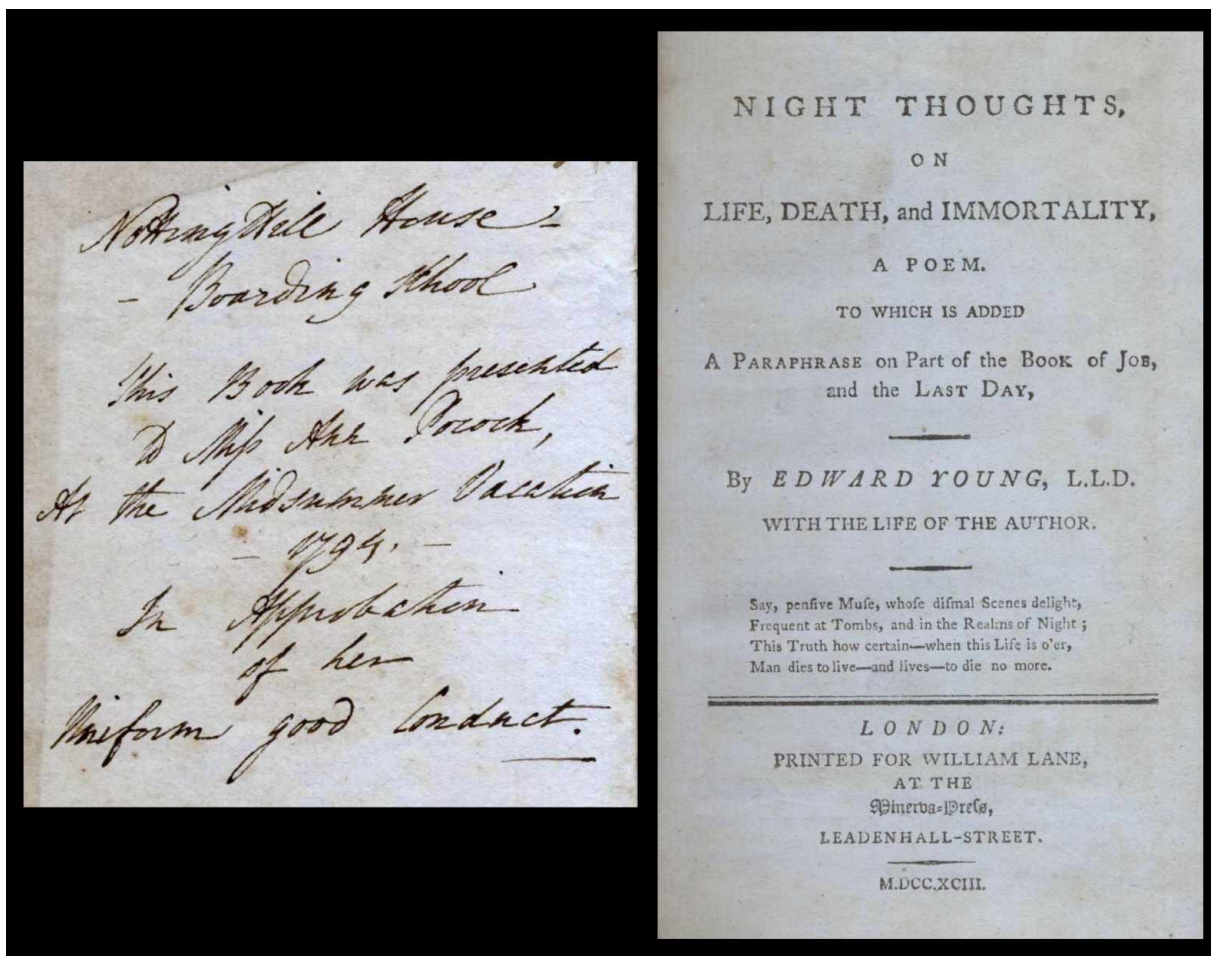 Notting Hill House -
- Boarding School
This Book was presented
To Miſs Ann Pocock,
At the Midsummer Vacation
- 1794. -
In Approbation
of her
Uniform good Conduct.
NIGHT THOUGHTS,
ON
LIFE, DEATH, and IMMORTALITY,
A POEM.
TO WHICH IS ADDED
A PARAPHRASE on Part of the BOOK of JOB,
and the LAST DAY,
By EDWARD YOUNG, L.L.D.
WITH THE LIFE OF THE AUTHOR.
Say, penſive Muſe, whoſe diſmal Scenes delight,
Frequent at Tombs, and in the Realms of Night ;
This Truth how certain—when this Life is o'er,
Man dies to live—and lives—to die no more.
LONDON:
PRINTED FOR WILLIAM LANE,
AT THE
Minerva-Preſs,
LEADENHALL-STREET.
M.DCC.XCIII.